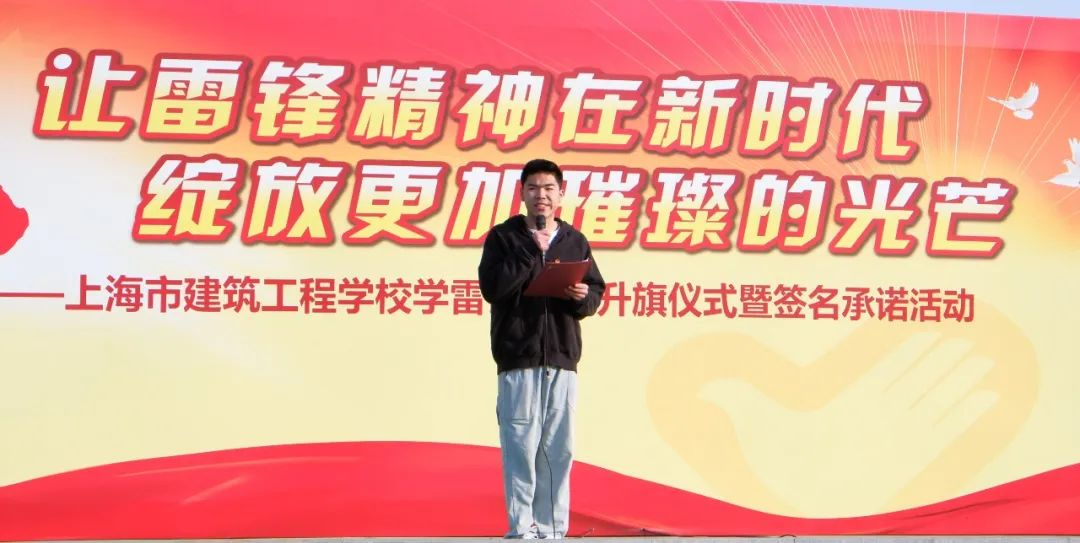 让雷锋精神在新时代
绽放更加璀璨的光芒
——上海市建筑工程学校学雷 升旗仪式暨签名承诺活动